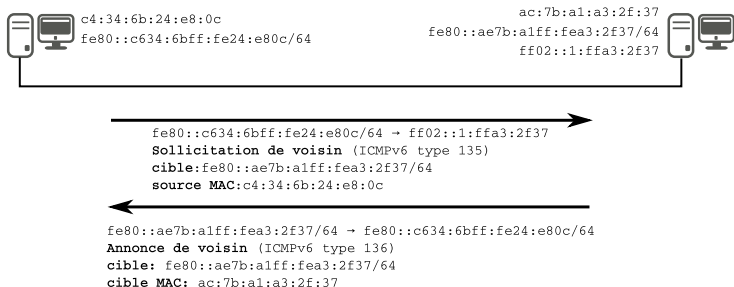 c4:34:6b:24:e8:0c
fe80::c634:6bff:fe24:e80c/64
ac:7b:a1:a3:2f:37
fe80::ae7b:a1ff:fea3:2f37/64
ff02::1:ffa3:2f37
fe80::c634:6bff:fe24:e80c/64 → ff02::1:ffa3:2f37
Sollicitation de voisin (ICMPv6 type 135)
cible:fe80::ae7b:a1ff:fea3:2f37/64
source MAC:c4:34:6b:24:e8:0c
fe80::ae7b:a1ff:fea3:2f37/64 → fe80::c634:6bff:fe24:e80c/64
Annonce de voisin (ICMPv6 type 136)
cible: fe80::ae7b:a1ff:fea3:2f37/64
cible MAC: ac:7b:a1:a3:2f:37